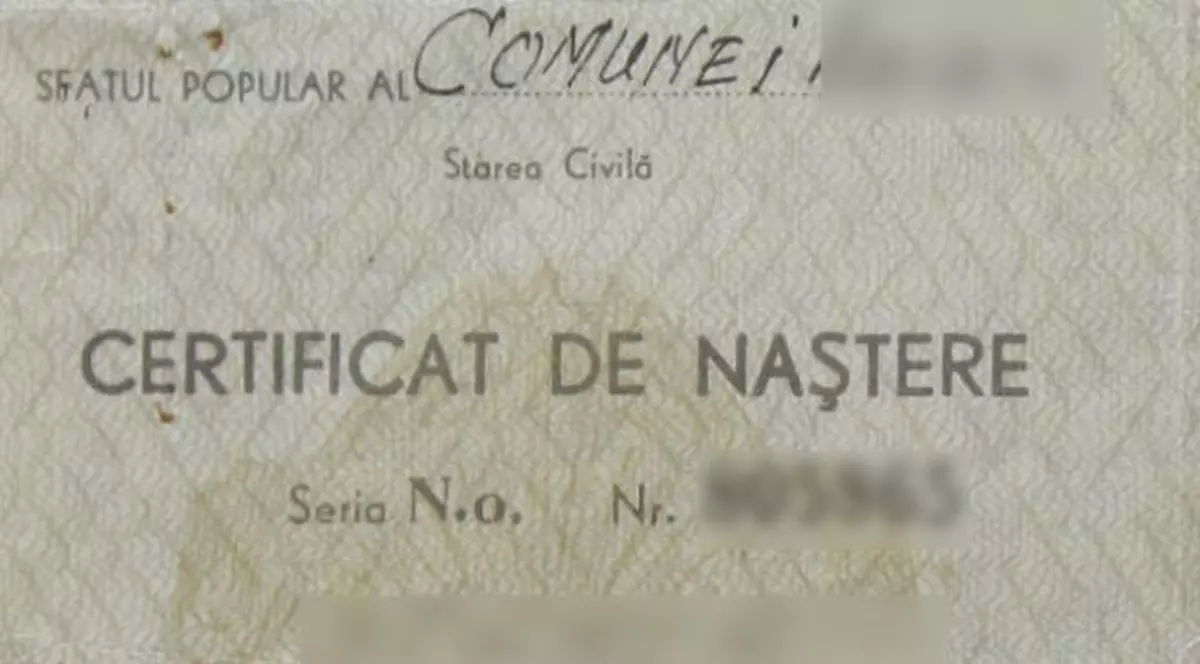 SFATUL POPULAR AL COMUNEI
Starea Civilă
CERTIFICAT DE NAŞTERE
Seria N.o. Nr.